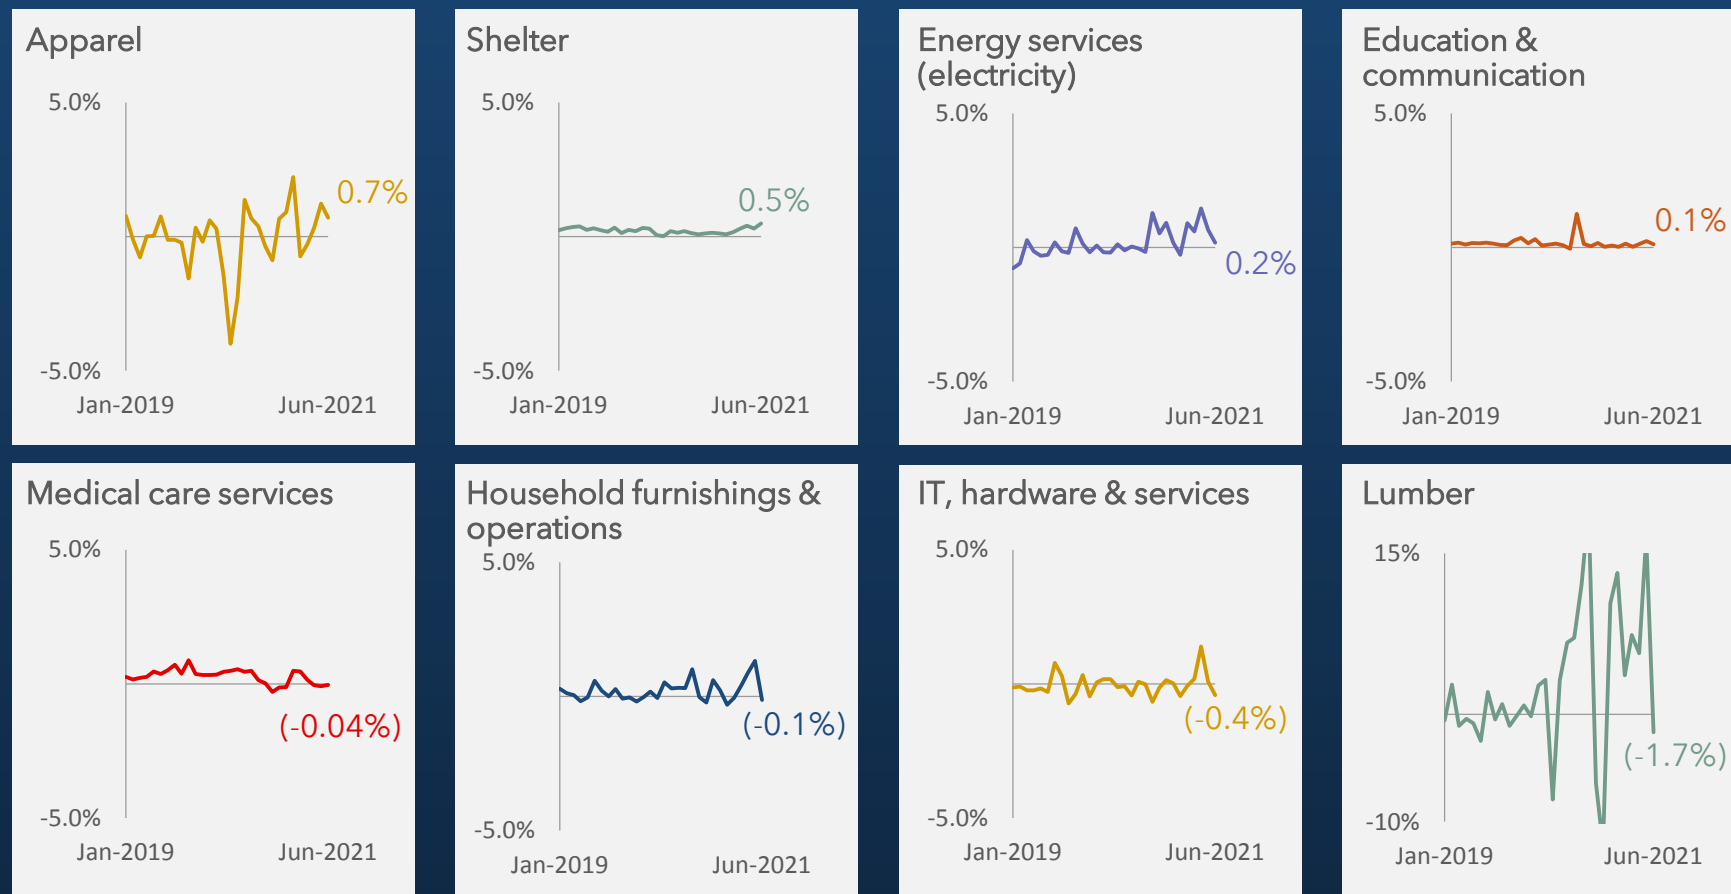 Apparel
5.0%
0.7%
-5.0%
Jan-2019
Jun-2021
Shelter
5.0%
0.5%
-5.0%
Jan-2019
Jun-2021
Energy services
(electricity)
5.0%
0.2%
-5.0%
Jan-2019
Jun-2021
Education &
communication
5.0%
0.1%
-5.0%
Jan-2019
Jun-2021
Medical care services
5.0%
(-0.04%)
-5.0%
Jan-2019
Jun-2021
Household furnishings &
operations
5.0%
(-0.1%)
-5.0%
Jan-2019
Jun-2021
IT, hardware & services
5.0%
(-0.4%)
-5.0%
Jan-2019
Jun-2021
Lumber
15%
(-1.7%)
-10%
Jan-2019
Jun-2021